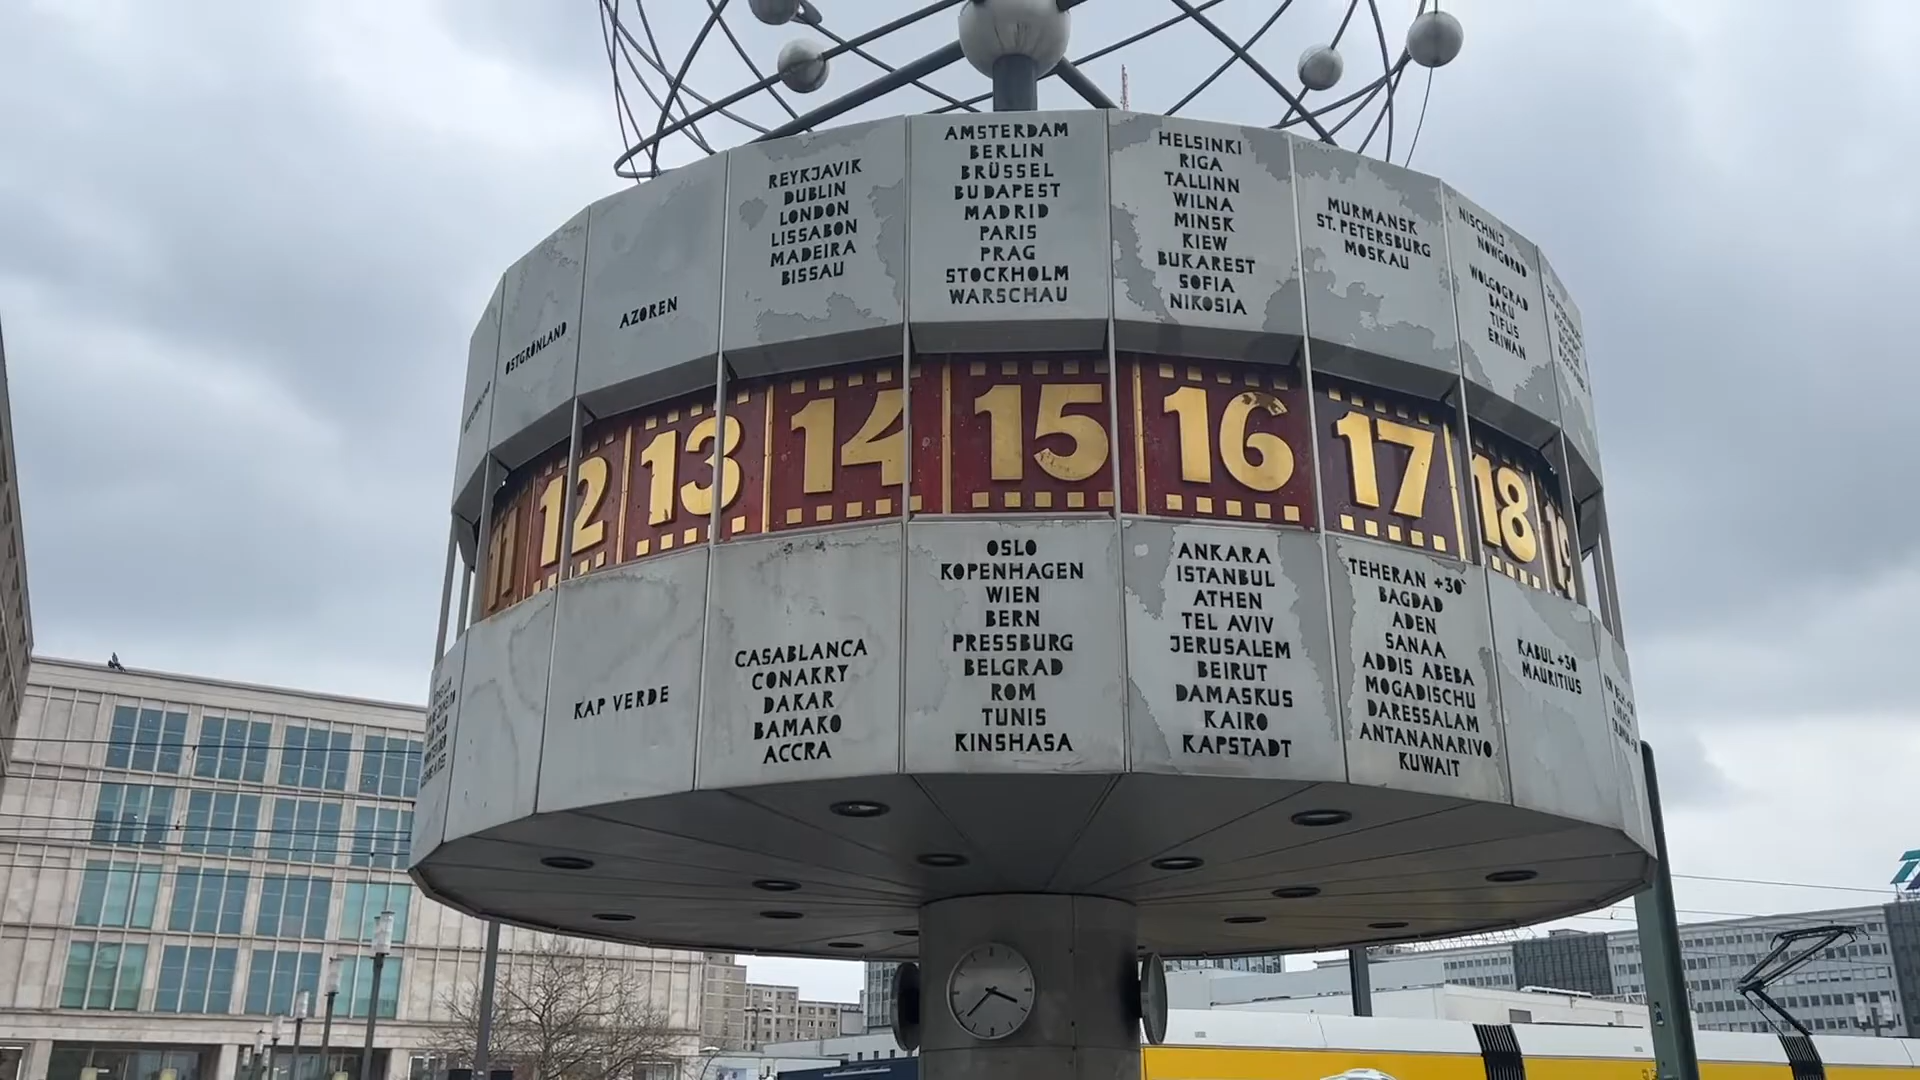 OSTGRÖNLAND
AZOREN
REYKJAVIK
DUBLIN
LONDON
LISSABON
MADEIRA
BISSAU
AMSTERDAM
BERLIN
BRÜSSEL
BUDAPEST
MADRID
PARIS
PRAG
STOCKHOLM
WARSCHAU
HELSINKI
RIGA
TALLINN
WILNA
MINSK
KIEW
BUKAREST
SOFIA
NIKOSIA
MURMANSK
ST. PETERSBURG
MOSKAU
NISCHNIJ
NOWGOROD
WOLGOGRAD
BAKU
TIFLIS
ERIWAN
11 12 13 14 15 16 17 18 19
KAP VERDE
CASABLANCA
CONAKRY
DAKAR
BAMAKO
ACCRA
OSLO
KOPENHAGEN
WIEN
BERN
PRESSBURG
BELGRAD
ROM
TUNIS
KINSHASA
ANKARA
ISTANBUL
ATHEN
TEL AVIV
JERUSALEM
BEIRUT
DAMASKUS
KAIRO
KAPSTADT
TEHERAN +30'
BAGDAD
ADEN
SANAA
ADDIS ABEBA
MOGADISCHU
DARESSALAM
ANTANANARIVO
KUWAIT
KABUL +30
MAURITIUS